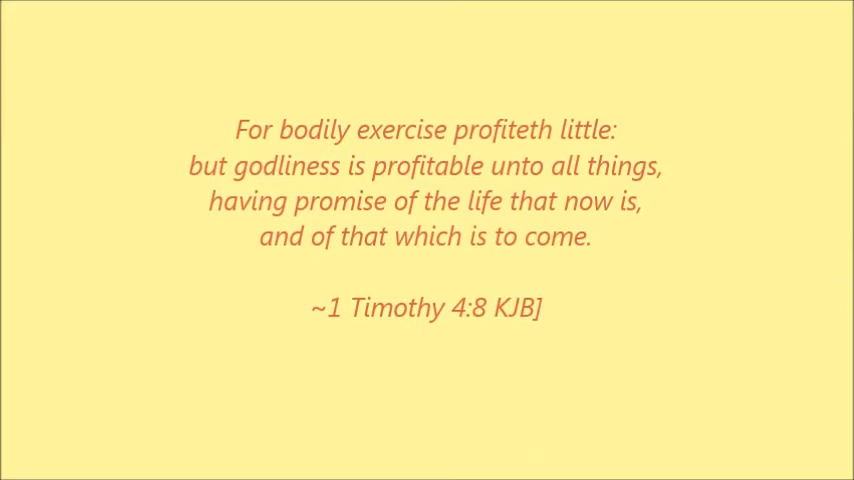 For bodily exercise profiteth little:
but godliness is profitable unto all things,
having promise of the life that now is,
and of that which is to come.
~1 Timothy 4:8 KJB]